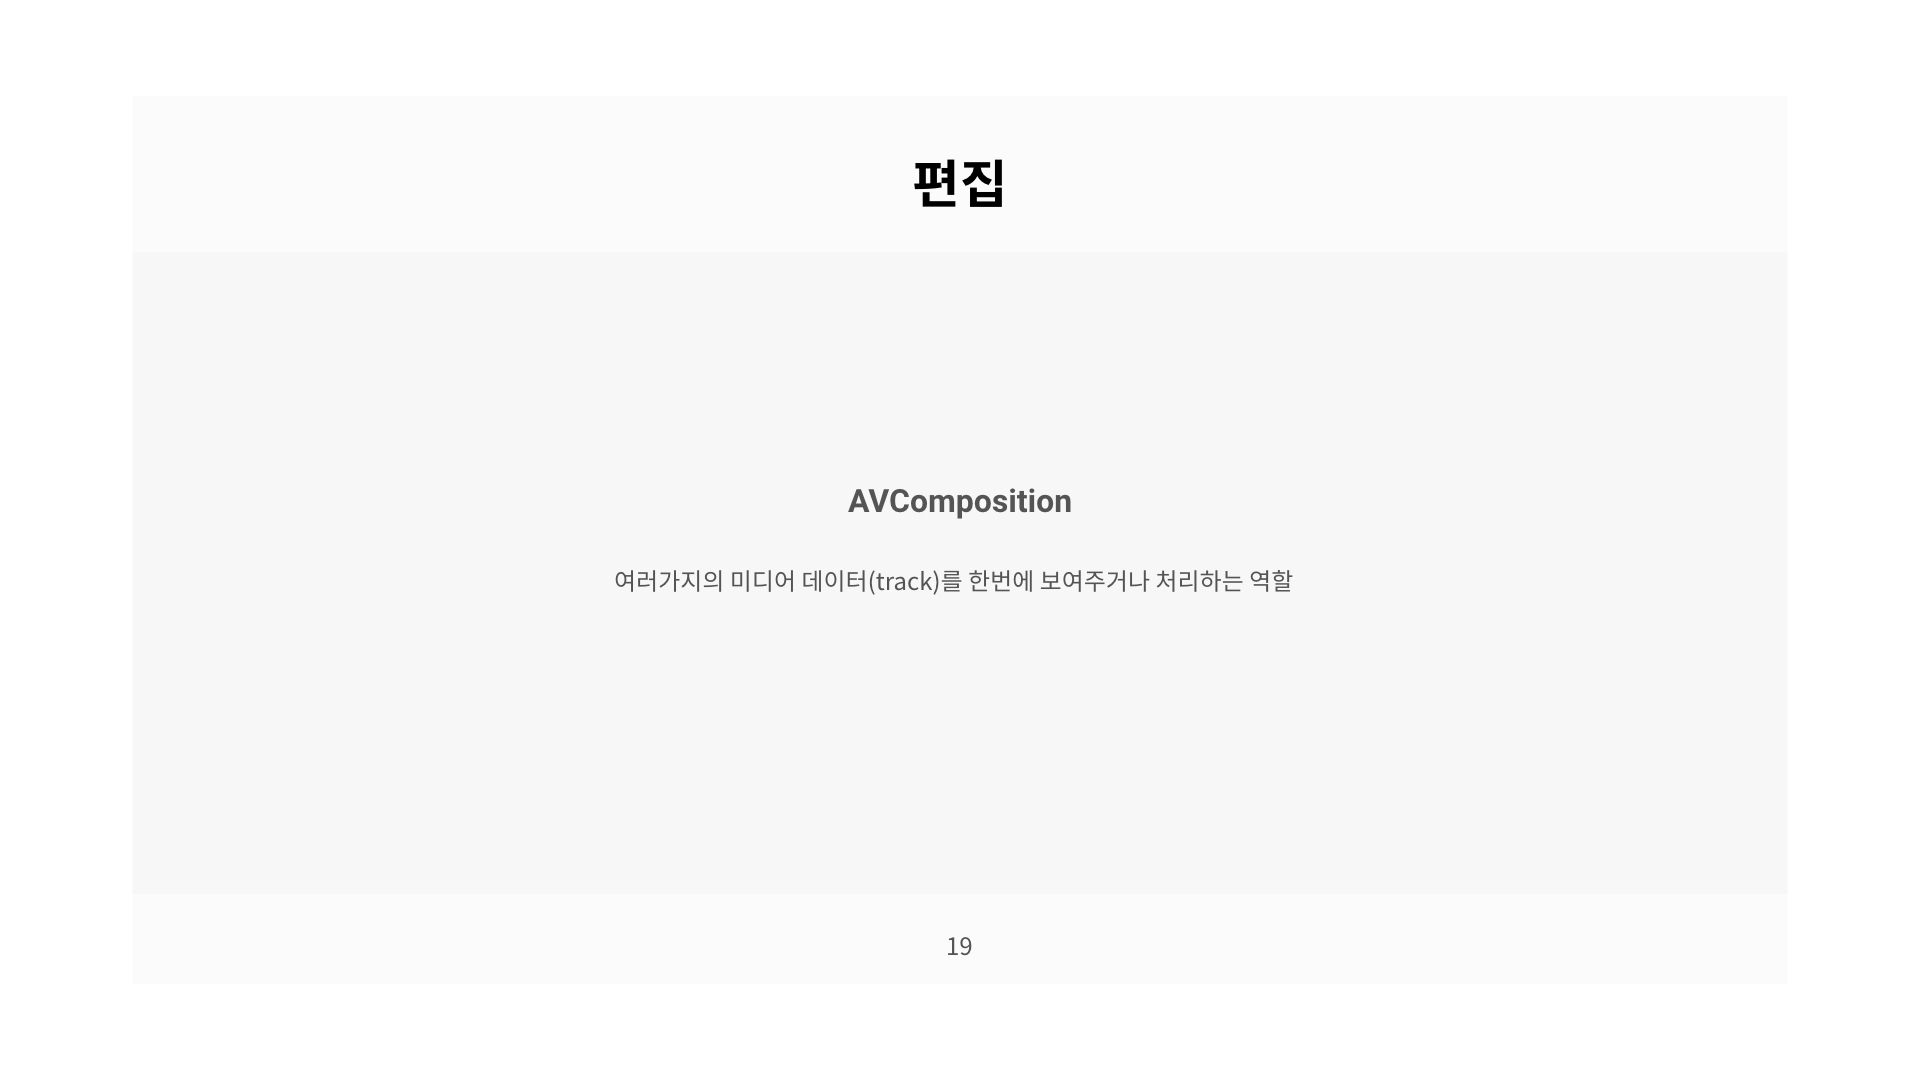 편집
AVComposition
여러가지의 미디어 데이터(track)를 한번에 보여주거나 처리하는 역할
19